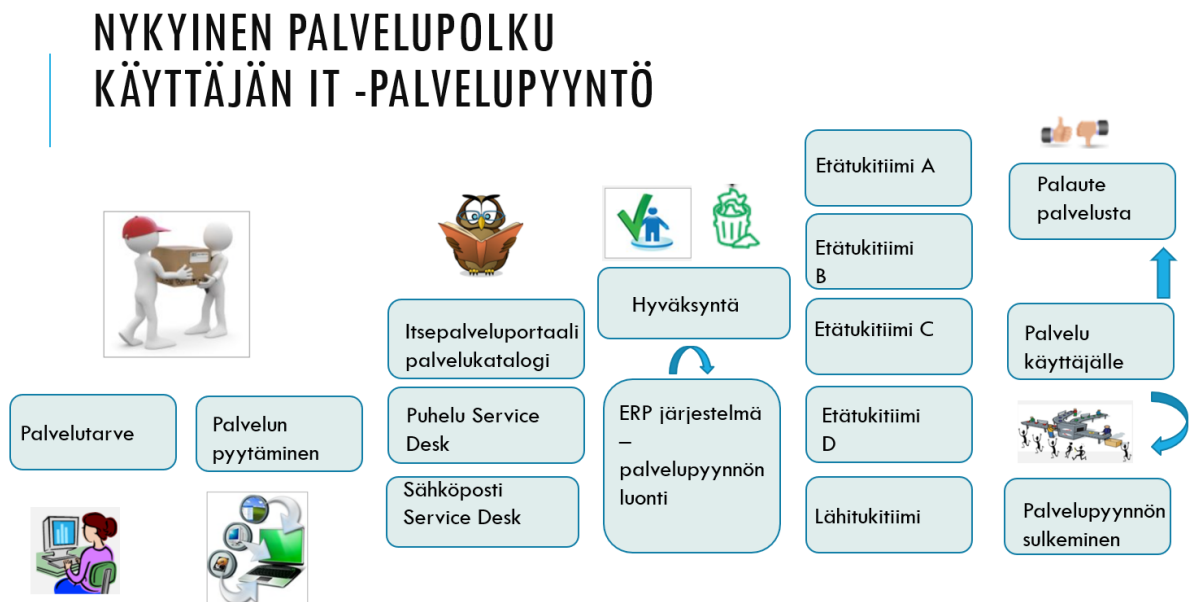 NYKYINEN PALVELUPOLKU
KÄYTTÄJÄN IT -PALVELUPYYNTÖ
Palvelutarve
Palvelun
pyytäminen
Itsepalveluportaali
palvelukatalogi
Puhelu Service
Desk
Sähköposti
Service Desk
Hyväksyntä
ERP järjestelmä
–
palvelupyynnön
luonti
Etätukitiimi A
Etätukitiimi
B
Etätukitiimi C
Etätukitiimi
D
Lähitukitiimi
Palaute
palvelusta
Palvelu
käyttäjälle
Palvelupyynnön
sulkeminen